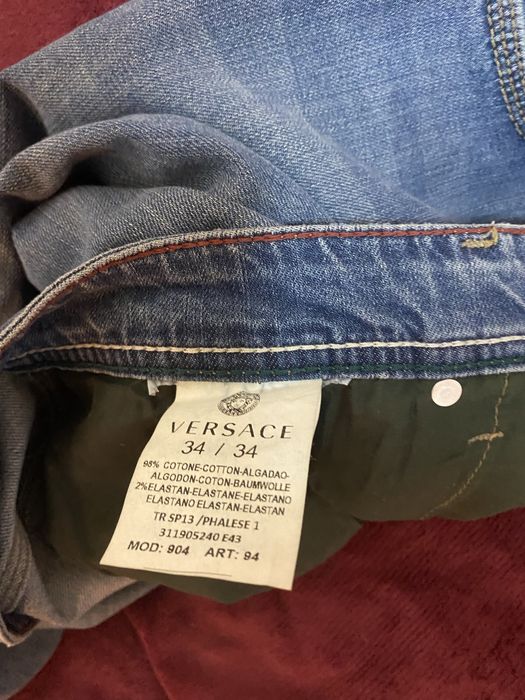 VERSACE
34 / 34
98% COTONE-COTTON-ALGADAO-
ALGODON-COTON-BAUMWOLLE
2%ELASTAN-ELASTANE-ELASTANO
ELASTANO ELASTAN-ELASTAN
TR SP13 /PHALESE 1
311905240 E43
MOD: 904 ART: 94